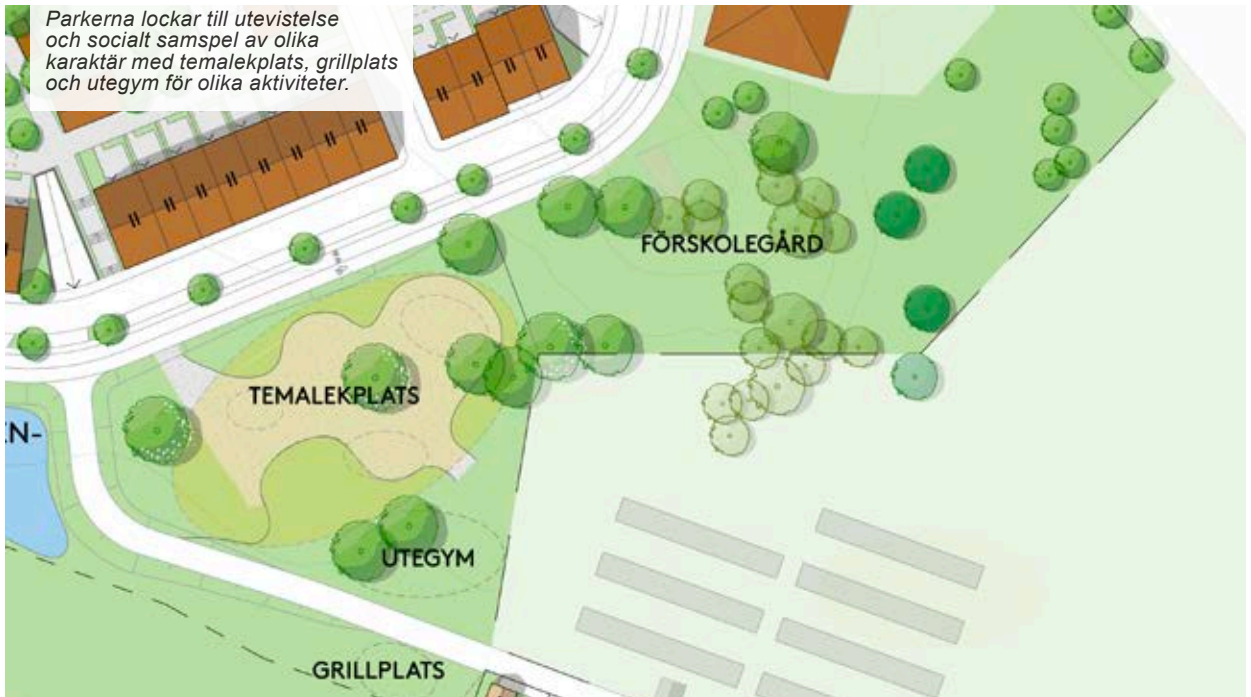 Parkerna lockar till utevistelse
och socialt samspel av olika
karaktär med temalekplats, grillplats
och utegym för olika aktiviteter.
FÖRSKOLEGÅRD
TEMALEKPLATS
EN-
UTEGYM
GRILLPLATS